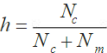 h = N_c / (N_c + N_m)